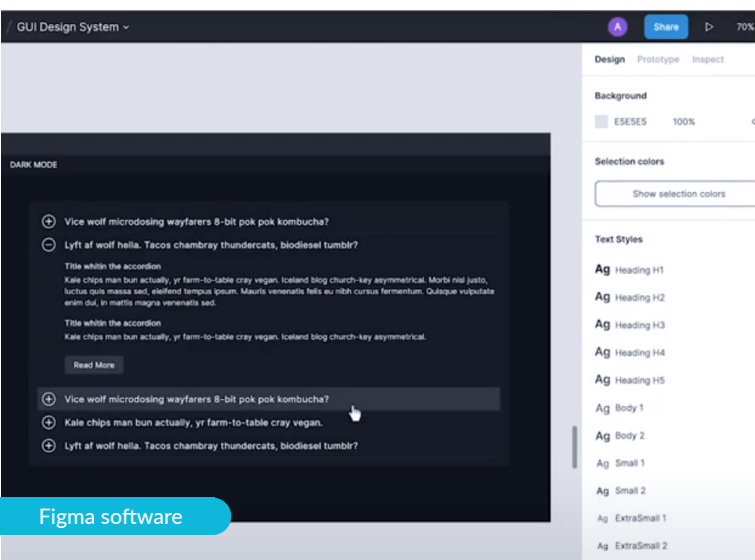 / GUI Design System
A
Share
70%
Design Prototype Inspect
Background
E5E5E5 100%
Selection colors
Show selection colors
Text Styles
Ag Heading H1
Ag Heading H2
Ag Heading H3
Ag Heading H4
Ag Heading H5
Ag Body 1
Ag Body 2
Ag Small 1
Ag Small 2
Ag ExtraSmall 1
Ag ExtraSmall 2
DARK MODE
Vice wolf microdosing wayfarers 8-bit pok pok kombucha?
Lyft af wolf hella. Tacos chambray thundercats, biodiesel tumblr?
Title whitin the accordion
Kale chips man bun actually, yr farm-to-table cray vegan. Iceland blog church-key asymmetrical. Morbi nisl justo,
luctus quis massa sed, eleifend tempus ipsum. Mauris venenatis felis eu nibh cursus fermentum. Quisque vulputate
enim dui, in mattis magna venenatis sed.
Title whitin the accordion
Kale chips man bun actually, yr farm-to-table cray vegan. Iceland blog church-key asymmetrical.
Read More
Vice wolf microdosing wayfarers 8-bit pok pok kombucha?
Kale chips man bun actually, yr farm-to-table cray vegan.
Lyft af wolf hella. Tacos chambray thundercats, biodiesel tumblr?
Figma software